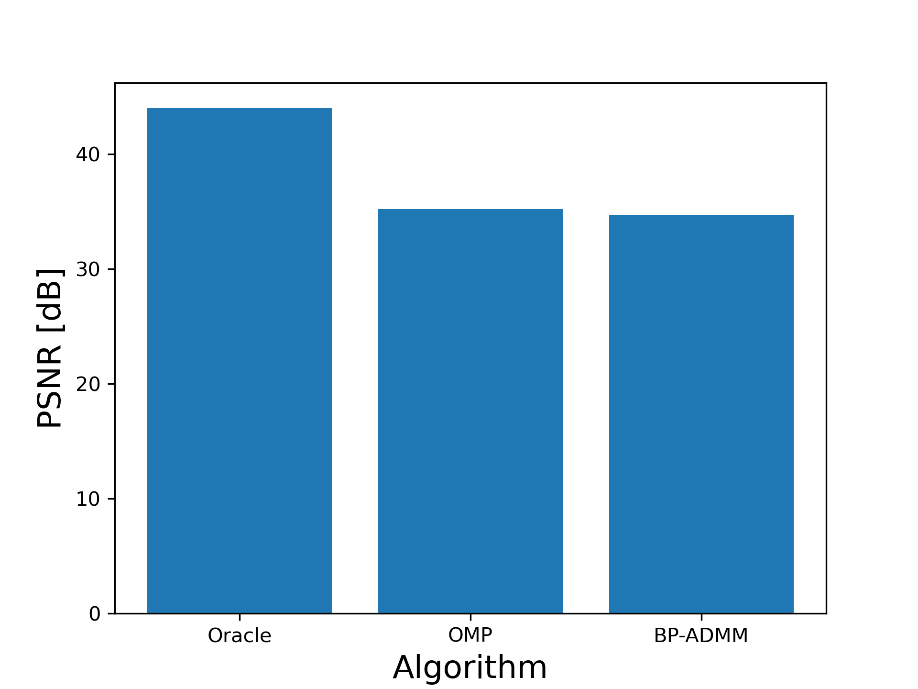 PSNR [dB]
40
30
20
10
0
Oracle OMP BP-ADMM
Algorithm